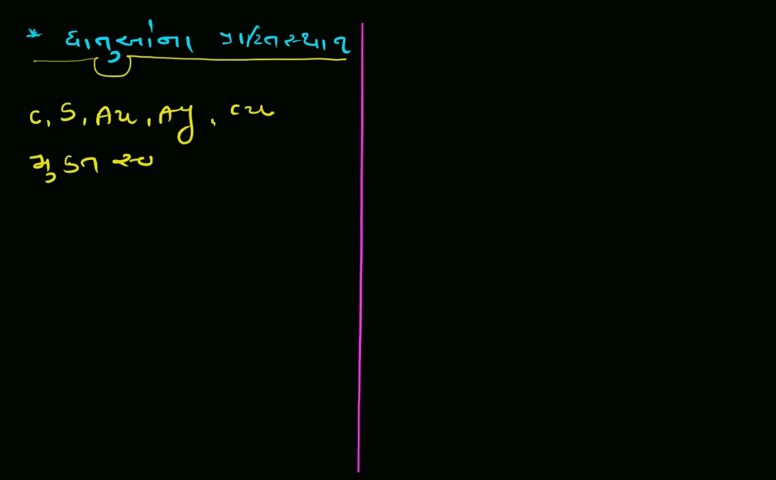 * ધાતુઓના પ્રાપ્તિસ્થાન
C, S, Au, Ag, Cu
મુક્ત સ્વ